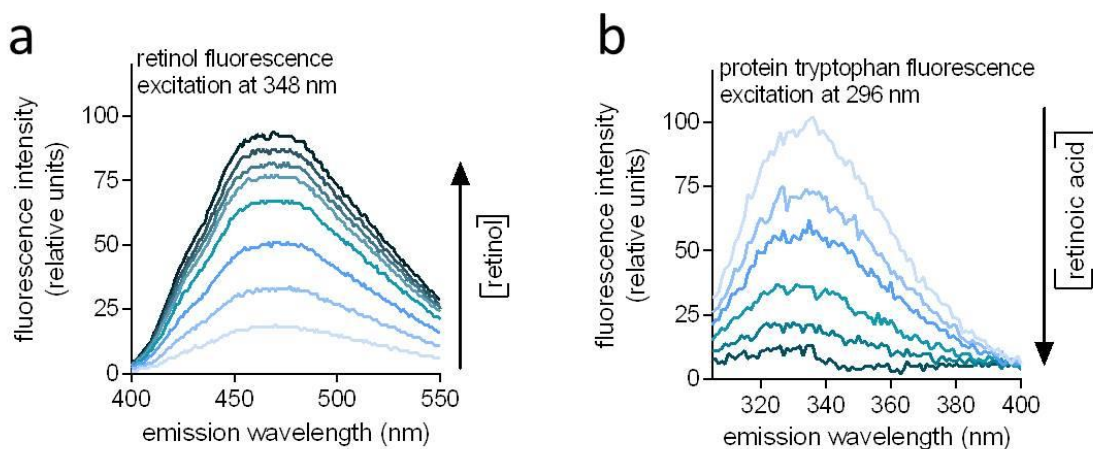 a
retinol fluorescence
excitation at 348 nm
100
75
50
25
0
400
450
500
550
emission wavelength (nm)
fluorescence intensity
(relative units)
[retinol]
b
protein tryptophan fluorescence
excitation at 296 nm
100
75
50
25
0
320
340
360
380
400
emission wavelength (nm)
fluorescence intensity
(relative units)
[retinoic acid]